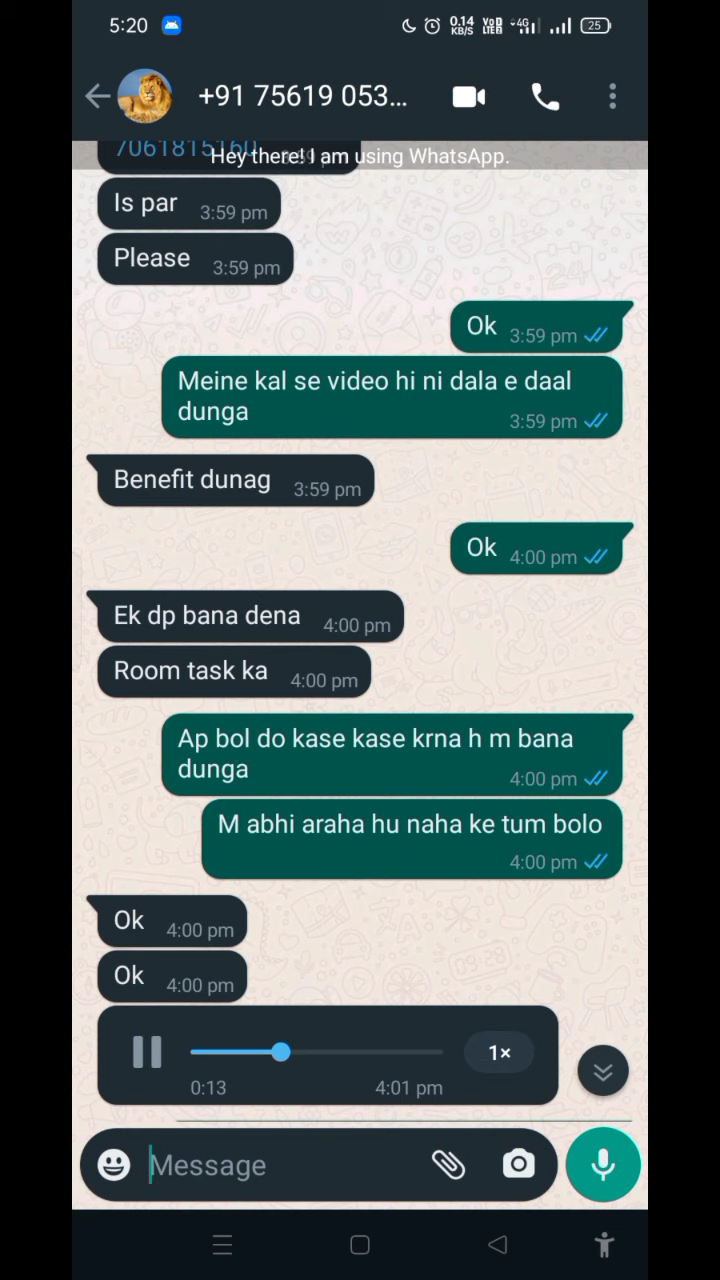 5:20
0.14 KB/S
VoD LTE2
4G
25
+91 75619 053...
7061815160
Hey there! I am using WhatsApp.
Is par 3:59 pm
Please 3:59 pm
Ok 3:59 pm
Meine kal se video hi ni dala e daal
dunga 3:59 pm
Benefit dunag 3:59 pm
Ok 4:00 pm
Ek dp bana dena 4:00 pm
Room task ka 4:00 pm
Ap bol do kase kase krna h m bana
dunga 4:00 pm
M abhi araha hu naha ke tum bolo
4:00 pm
Ok 4:00 pm
Ok 4:00 pm
1×
0:13 4:01 pm
Message